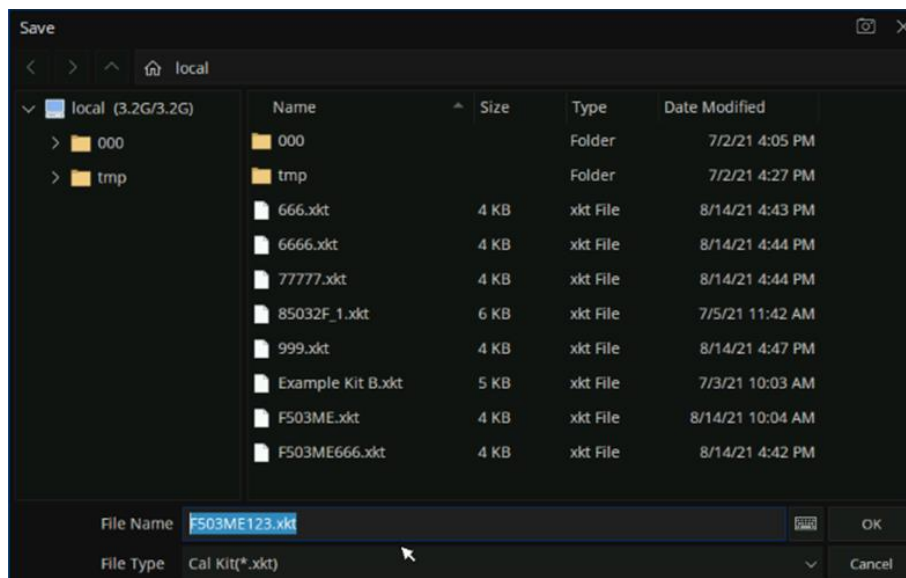 Save
local
local (3.2G/3.2G)
000
tmp
Name Size Type Date Modified
000 Folder 7/2/21 4:05 PM
tmp Folder 7/2/21 4:27 PM
666.xkt 4 KB xkt File 8/14/21 4:43 PM
6666.xkt 4 KB xkt File 8/14/21 4:44 PM
77777.xkt 4 KB xkt File 8/14/21 4:44 PM
85032F_1.xkt 6 KB xkt File 7/5/21 11:42 AM
999.xkt 4 KB xkt File 8/14/21 4:47 PM
Example Kit B.xkt 5 KB xkt File 7/3/21 10:03 AM
F503ME.xkt 4 KB xkt File 8/14/21 10:04 AM
F503ME666.xkt 4 KB xkt File 8/14/21 4:42 PM
File Name F503ME123.xkt OK
File Type Cal Kit(*.xkt) Cancel